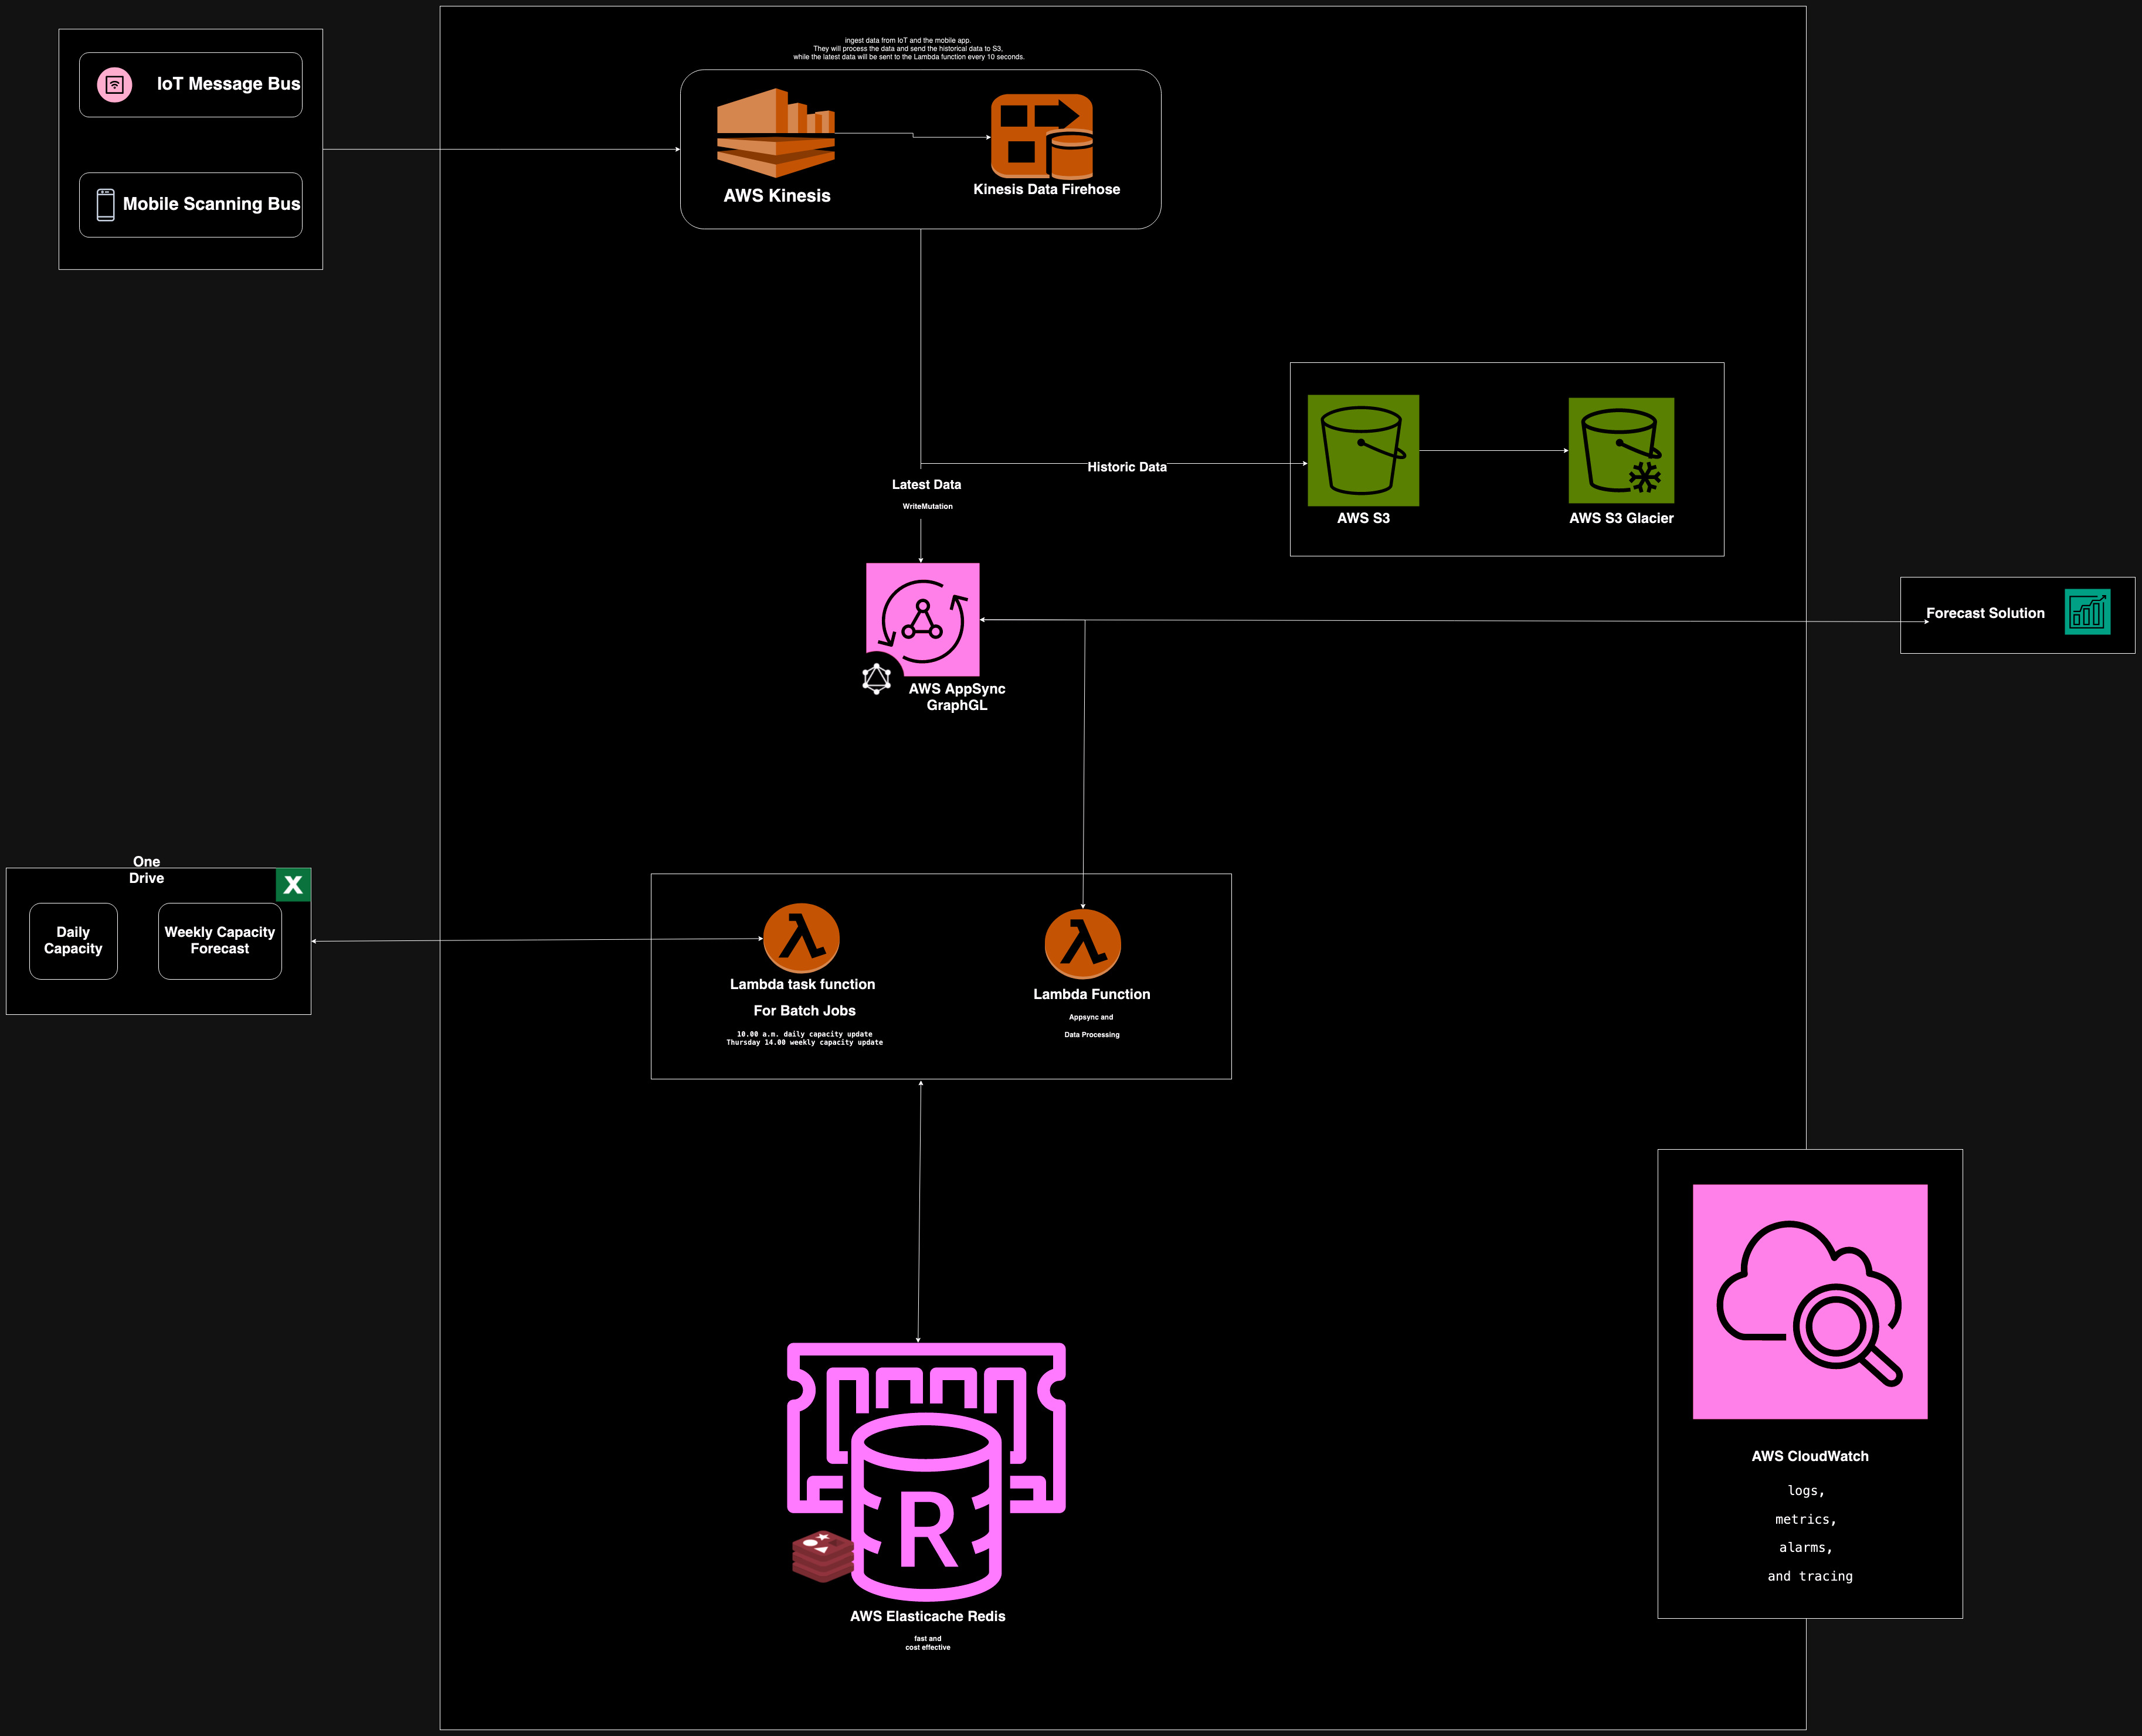 ingest data from IoT and the mobile app.
They will process the data and send the historical data to S3,
while the latest data will be sent to the Lambda function every 10 seconds.
IoT Message Bus
Mobile Scanning Bus
AWS Kinesis
Kinesis Data Firehose
Historic Data
Latest Data
WriteMutation
AWS S3
AWS S3 Glacier
AWS AppSync
GraphGL
Forecast Solution
One
Drive
X
Daily
Capacity
Weekly Capacity
Forecast
Lambda task function
For Batch Jobs
10.00 a.m. daily capacity update
Thursday 14.00 weekly capacity update
Lambda Function
Appsync and
Data Processing
R
AWS Elasticache Redis
fast and
cost effective
AWS CloudWatch
logs,
metrics,
alarms,
and tracing